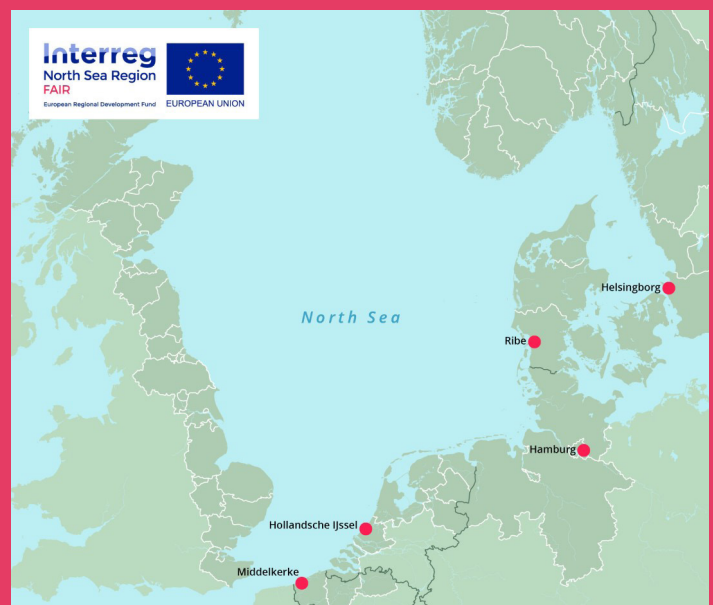 Interreg
North Sea Region
FAIR
European Regional Development Fund
EUROPEAN UNION
Helsingborg
North Sea
Ribe
Hamburg
Hollandsche IJssel
Middelkerke